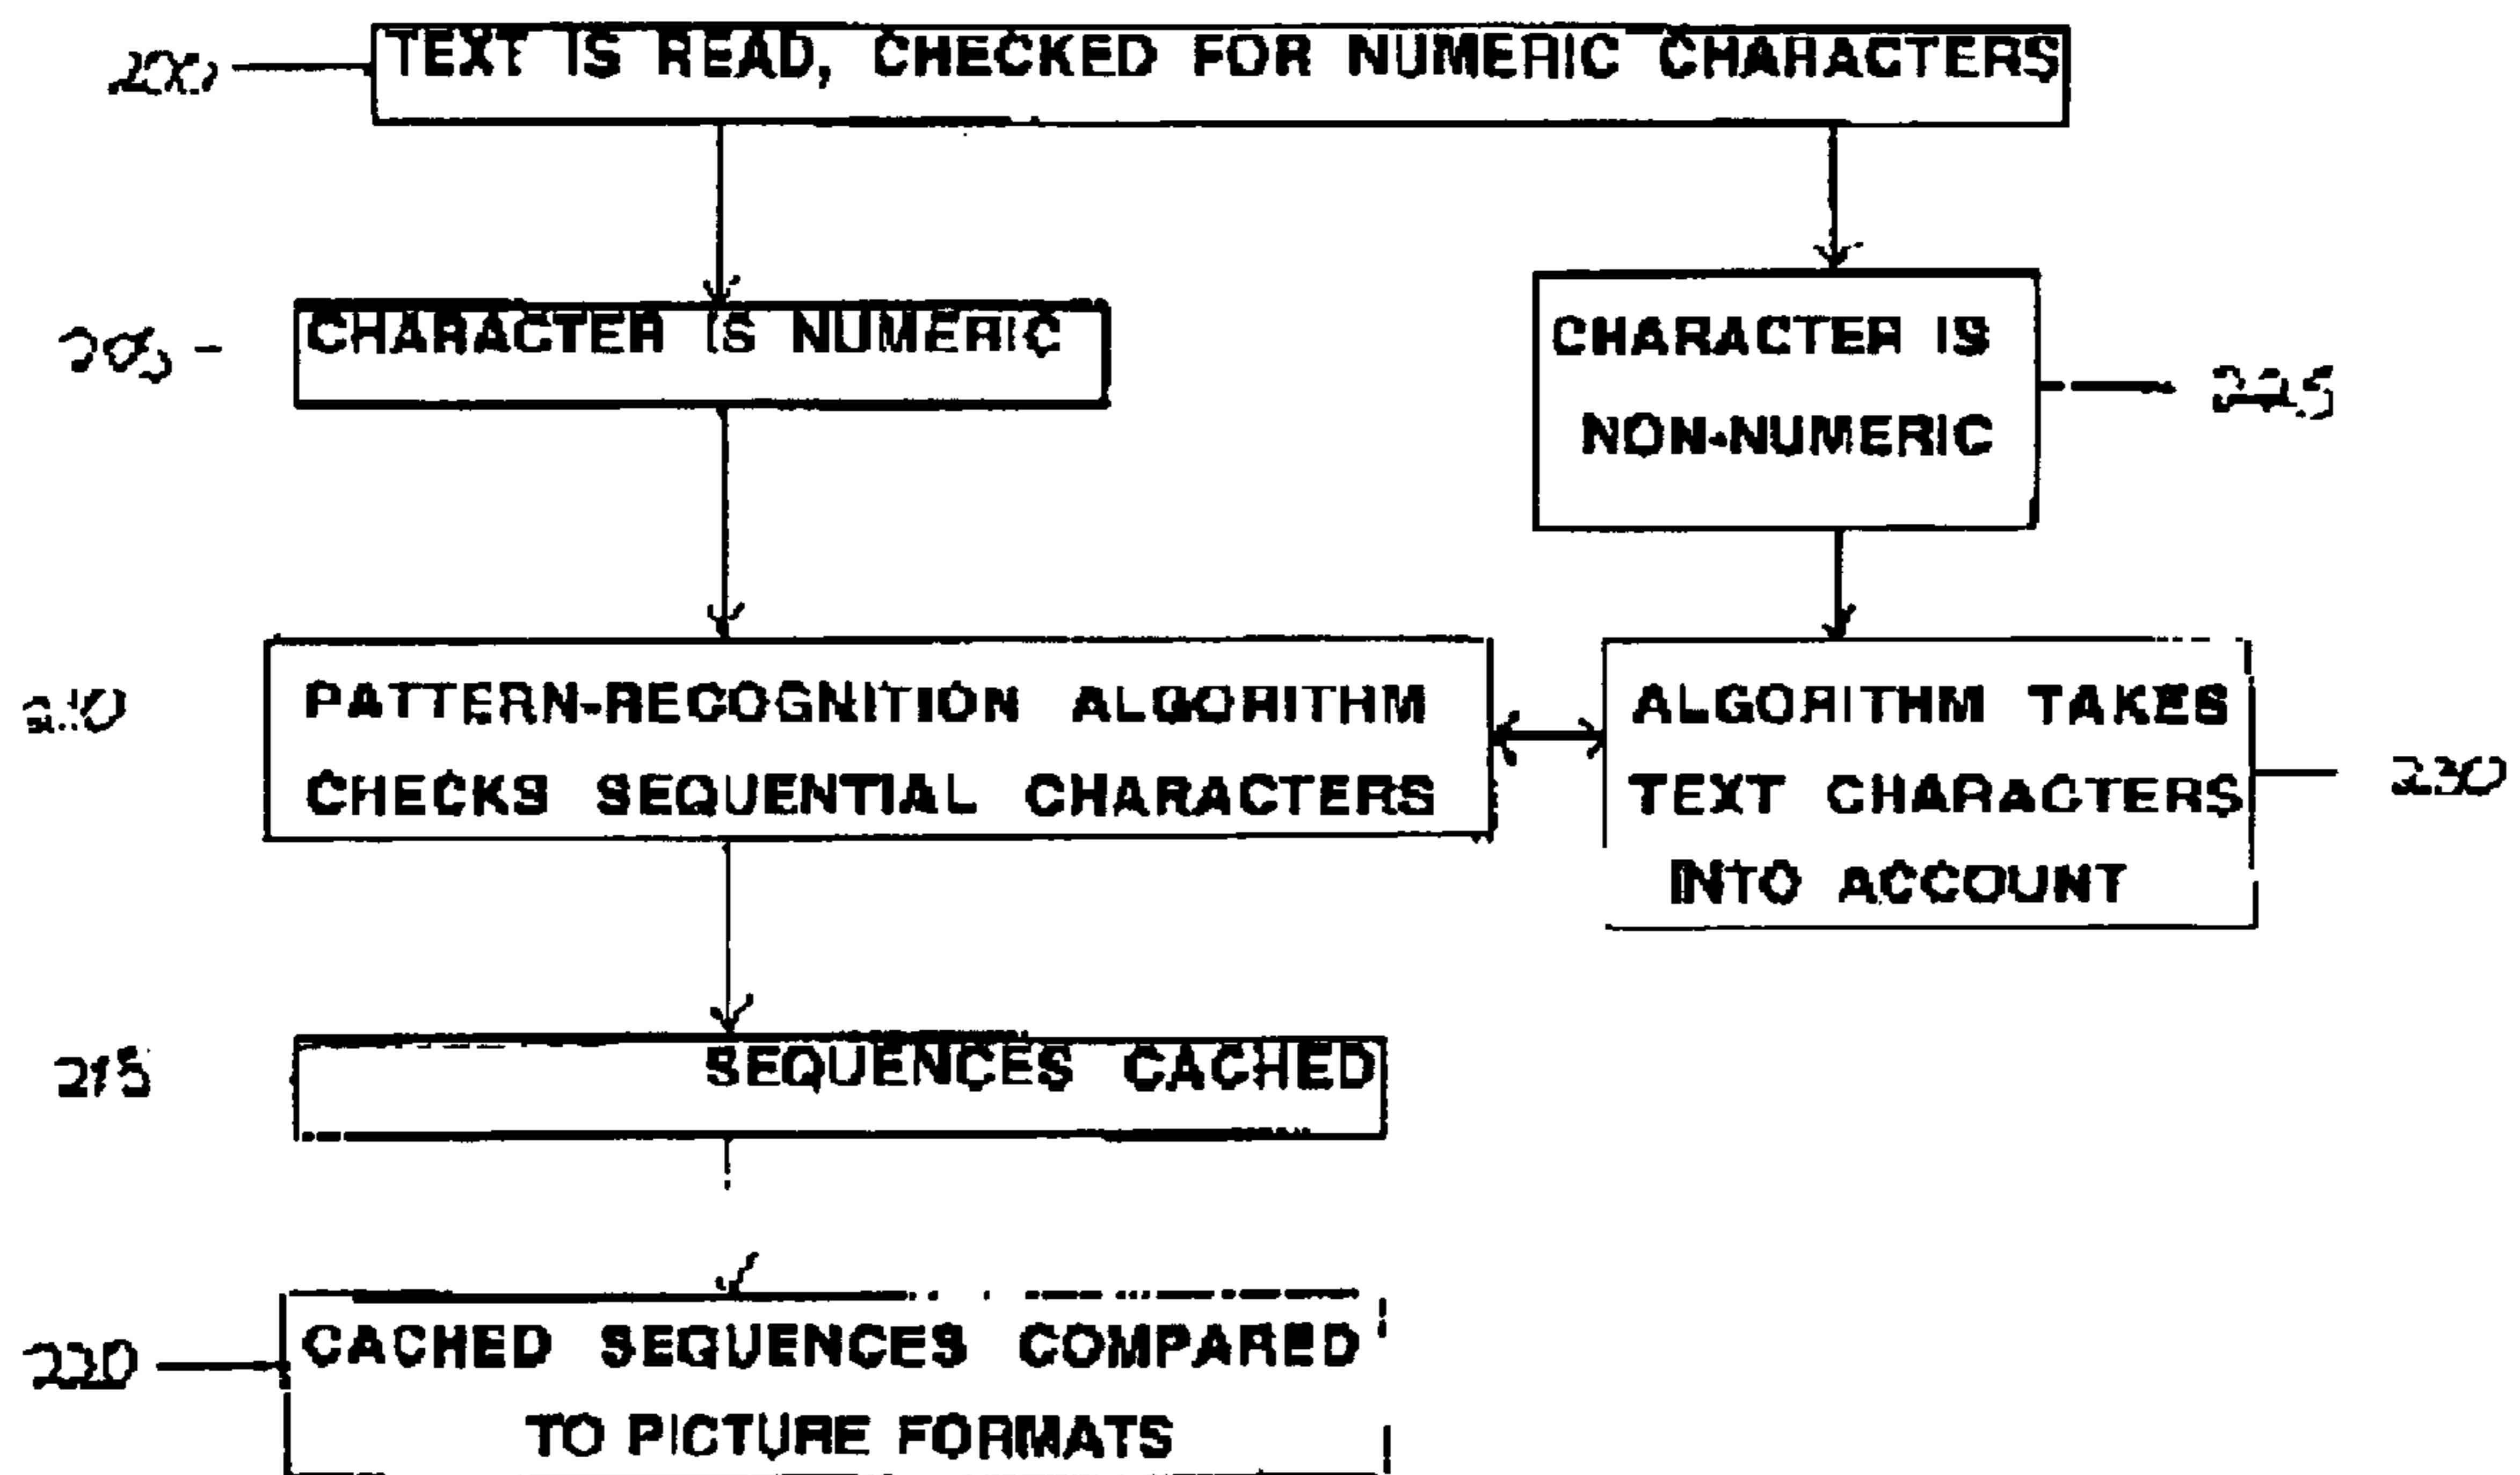 200 TEXT IS READ, CHECKED FOR NUMERIC CHARACTERS
205 - CHARACTER IS NUMERIC
CHARACTER IS
NON-NUMERIC
225
210
PATTERN-RECOGNITION ALGORITHM
CHECKS SEQUENTIAL CHARACTERS
ALGORITHM TAKES
TEXT CHARACTERS
INTO ACCOUNT
230
215 SEQUENCES CACHED
220
CACHED SEQUENCES COMPARED
TO PICTURE FORMATS